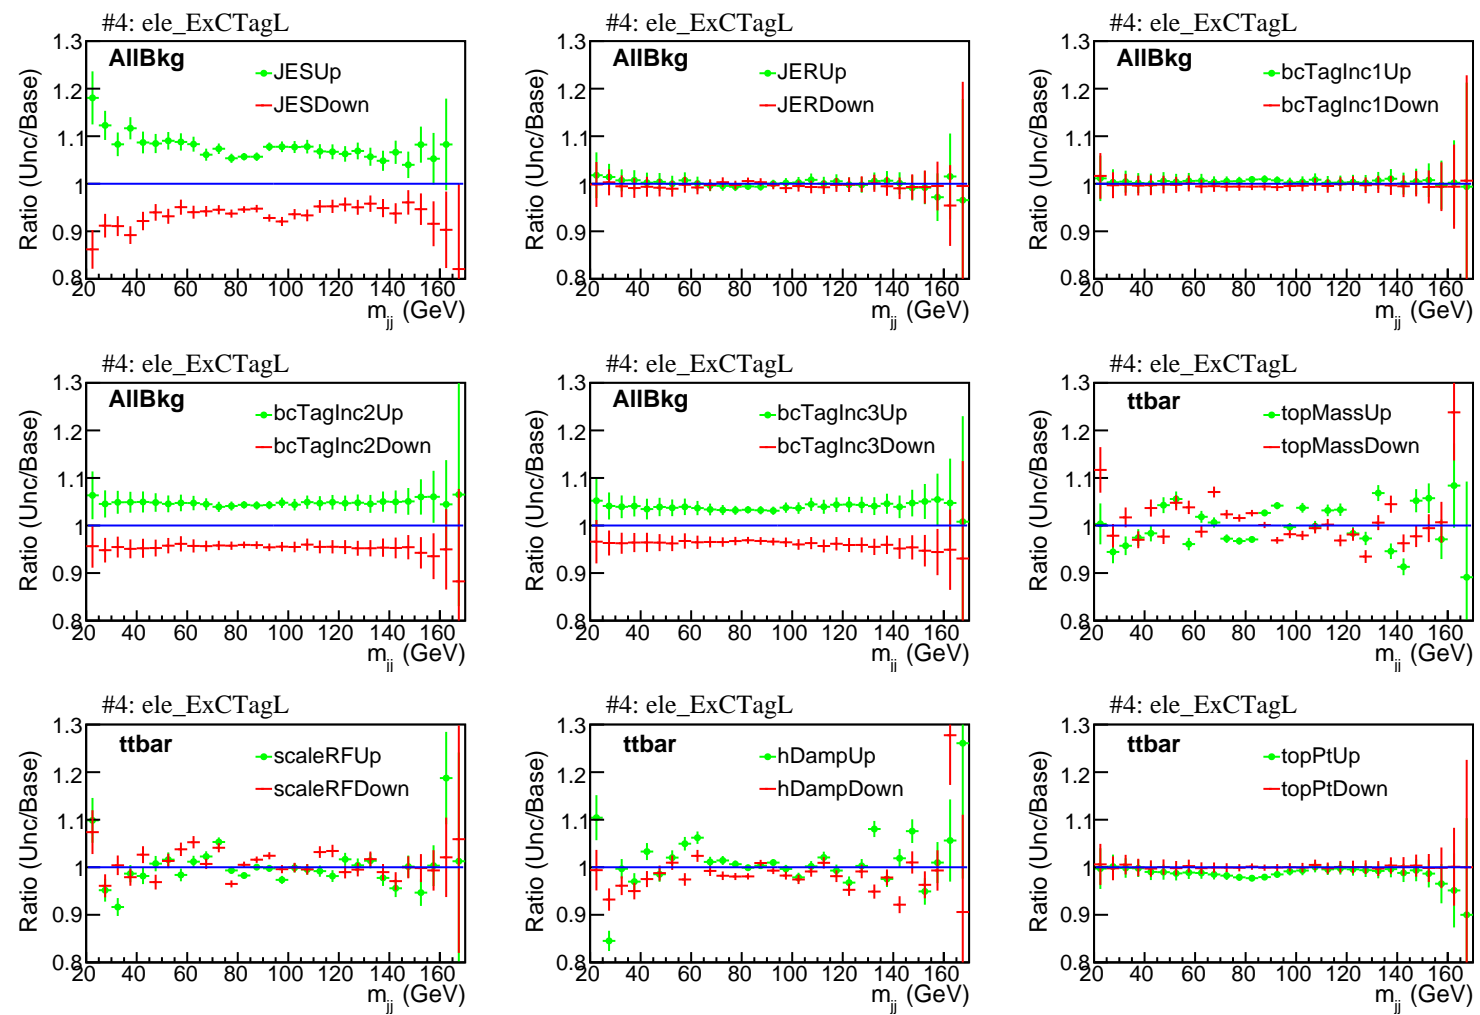 #4: ele_ExCTagL
AllBkg
JESUp
JESDown
Ratio (Unc/Base)
1.3
1.2
1.1
1
0.9
0.8
20 40 60 80 100 120 140 160
m_jj (GeV)
#4: ele_ExCTagL
AllBkg
JERUp
JERDown
Ratio (Unc/Base)
1.3
1.2
1.1
1
0.9
0.8
20 40 60 80 100 120 140 160
m_jj (GeV)
#4: ele_ExCTagL
AllBkg
bcTagInc1Up
bcTagInc1Down
Ratio (Unc/Base)
1.3
1.2
1.1
1
0.9
0.8
20 40 60 80 100 120 140 160
m_jj (GeV)
#4: ele_ExCTagL
AllBkg
bcTagInc2Up
bcTagInc2Down
Ratio (Unc/Base)
1.3
1.2
1.1
1
0.9
0.8
20 40 60 80 100 120 140 160
m_jj (GeV)
#4: ele_ExCTagL
AllBkg
bcTagInc3Up
bcTagInc3Down
Ratio (Unc/Base)
1.3
1.2
1.1
1
0.9
0.8
20 40 60 80 100 120 140 160
m_jj (GeV)
#4: ele_ExCTagL
ttbar
topMassUp
topMassDown
Ratio (Unc/Base)
1.3
1.2
1.1
1
0.9
0.8
20 40 60 80 100 120 140 160
m_jj (GeV)
#4: ele_ExCTagL
ttbar
scaleRFUp
scaleRFDown
Ratio (Unc/Base)
1.3
1.2
1.1
1
0.9
0.8
20 40 60 80 100 120 140 160
m_jj (GeV)
#4: ele_ExCTagL
ttbar
hDampUp
hDampDown
Ratio (Unc/Base)
1.3
1.2
1.1
1
0.9
0.8
20 40 60 80 100 120 140 160
m_jj (GeV)
#4: ele_ExCTagL
ttbar
topPtUp
topPtDown
Ratio (Unc/Base)
1.3
1.2
1.1
1
0.9
0.8
20 40 60 80 100 120 140 160
m_jj (GeV)